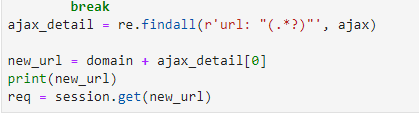 break
ajax_detail = re.findall(r'url: "(.*?)"', ajax)
new_url = domain + ajax_detail[0]
print(new_url)
req = session.get(new_url)